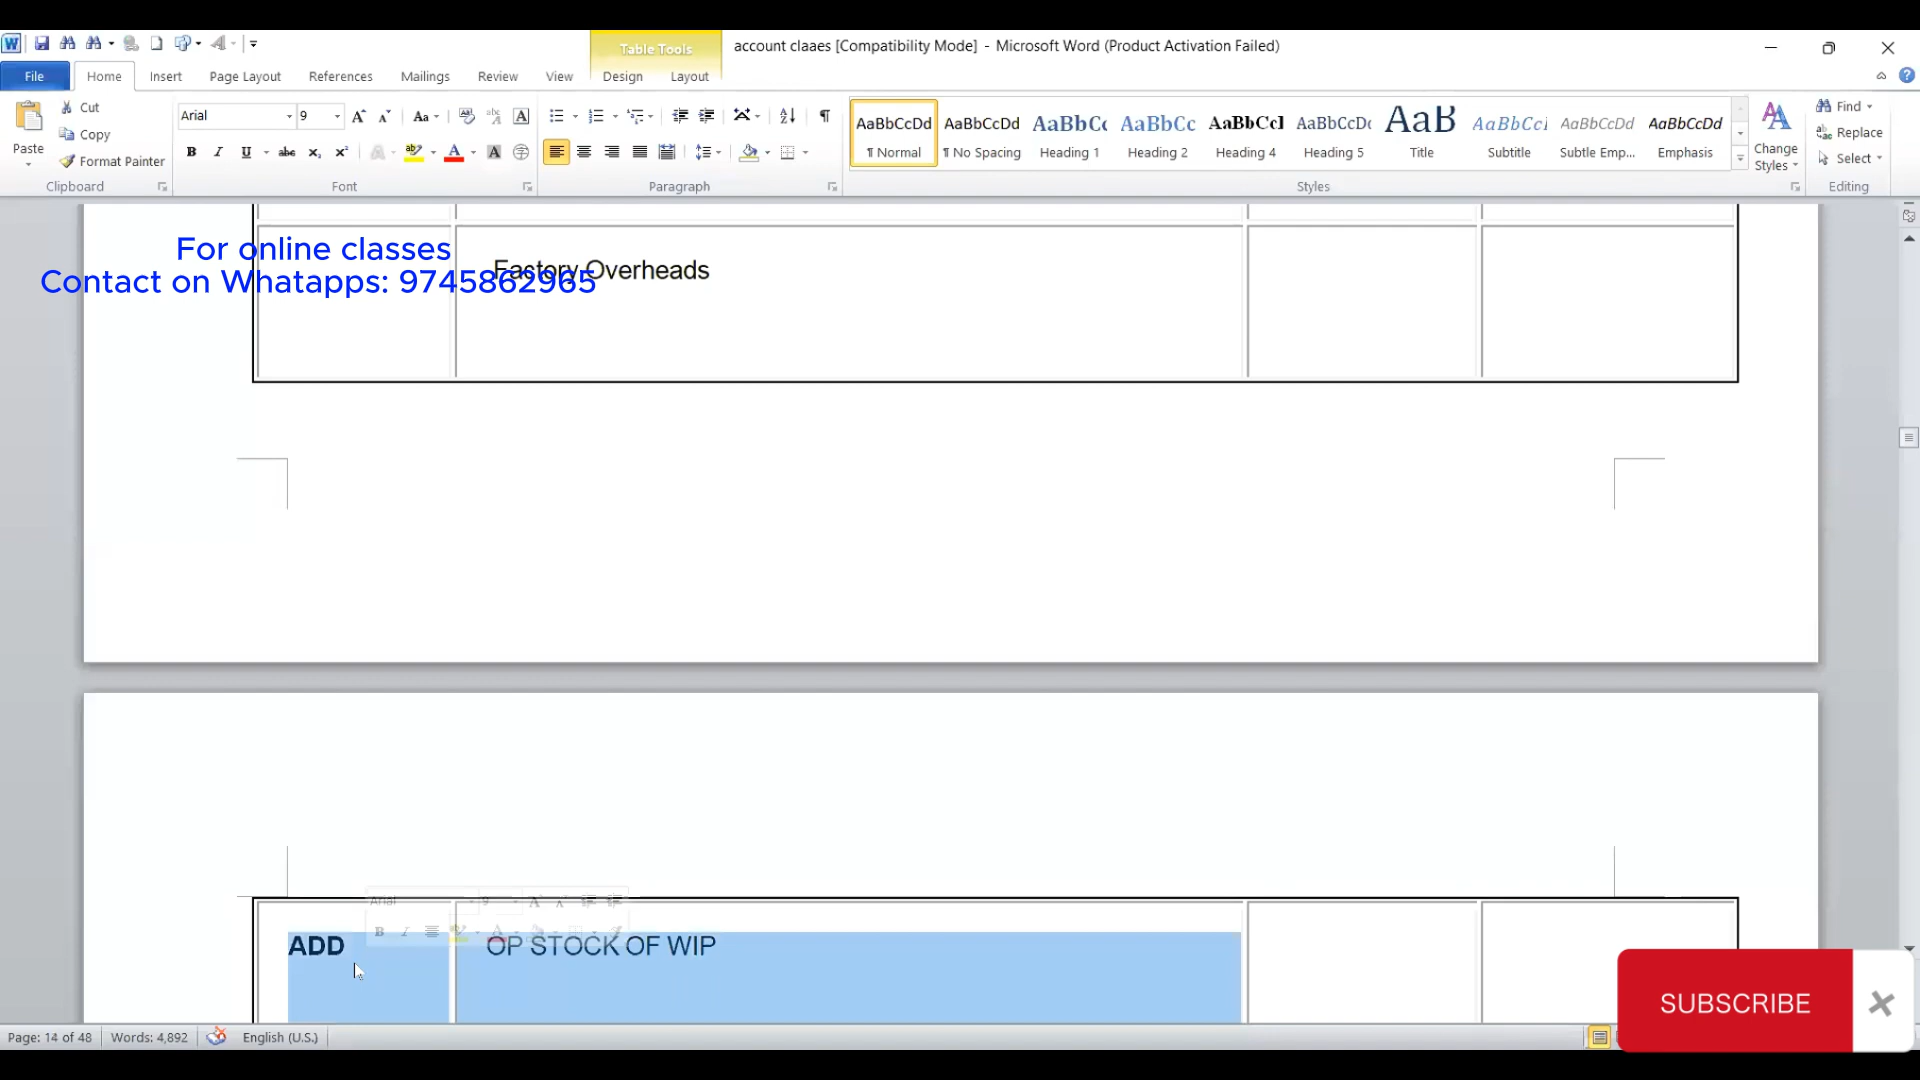 Table Tools
account claaes [Compatibility Mode] - Microsoft Word (Product Activation Failed)
File Home Insert Page Layout References Mailings Review View Design Layout
Paste
Cut
Copy
Format Painter
Clipboard
Arial 9
Font
Paragraph
AaBbCcDd AaBbCcDd AaBbCc AaBbCc AaBbCcI AaBbCcDc AaB AaBbCcI AaBbCcDd AaBbCcDd
¶ Normal ¶ No Spacing Heading 1 Heading 2 Heading 4 Heading 5 Title Subtitle Subtle Emp... Emphasis
Styles
Change Styles
Find
Replace
Select
Editing
For online classes
Contact on Whatapps: 9745862965
Factory Overheads
Arial 9
ADD OP STOCK OF WIP
SUBSCRIBE
Page: 14 of 48 Words: 4,892 English (U.S.)